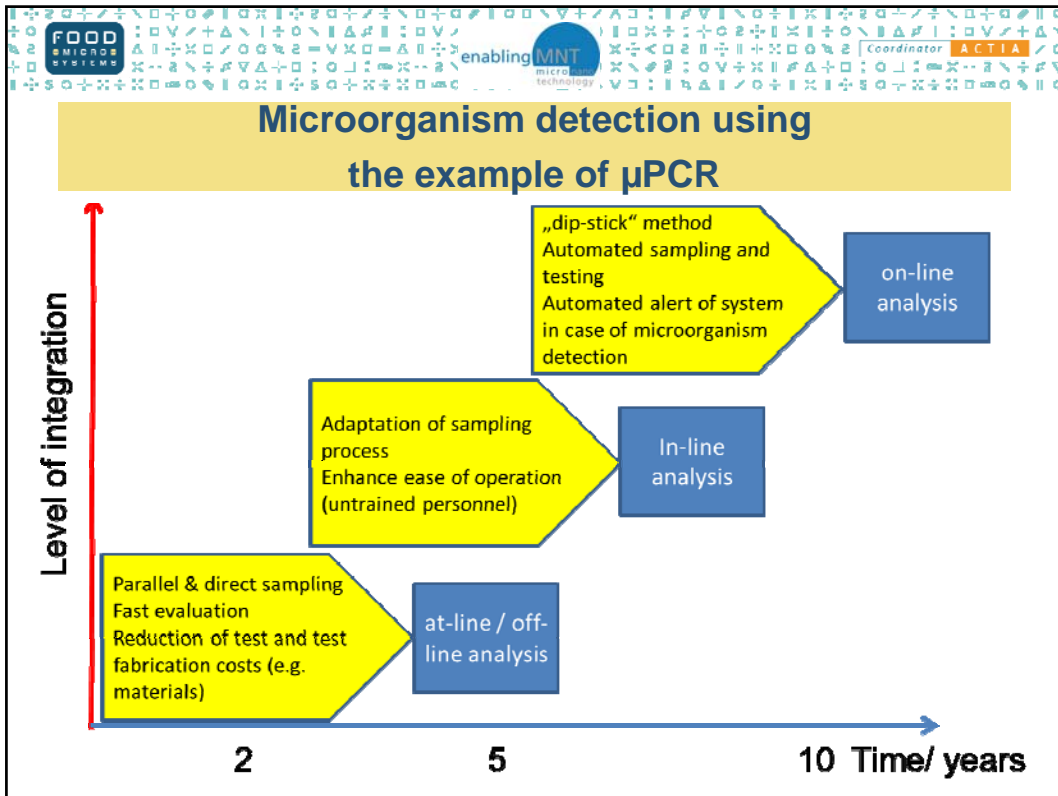 FOOD
MICRO
SYSTEMS
enabling MNT
micro nano
technology
Coordinator ACTIA
Microorganism detection using
the example of µPCR
Level of integration
„dip-stick“ method
Automated sampling and
testing
Automated alert of system
in case of microorganism
detection
on-line
analysis
Adaptation of sampling
process
Enhance ease of operation
(untrained personnel)
In-line
analysis
Parallel & direct sampling
Fast evaluation
Reduction of test and test
fabrication costs (e.g.
materials)
at-line / off-
line analysis
2 5 10 Time/ years